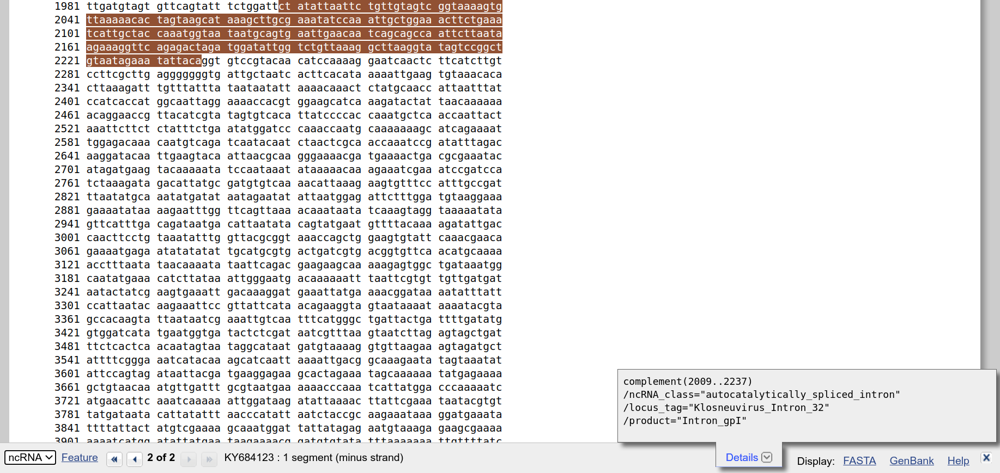 1981 ttgatgtagt gttcagtatt tctggattct atattaattc tgttgtagtc ggtaaaagtg
2041 ttaaaaacac tagtaagcat aaagcttgcg aaatatccaa attgctggaa acttctgaaa
2101 tcattgctac caaatggtaa taatgcagtg aattgaacaa tcagcagcca attcttaata
2161 agaaaggttc agagactaga tggatattgg tctgttaaag gcttaaggta tagtccggct
2221 gtaatagaaa tattacaggt gtccgtacaa catccaaaag gaatcaactc ttcatcttgt
2281 ccttcgcttg agggggggtg attgctaatc acttcacata aaaattgaag tgtaaacaca
2341 cttaaagatt tgtttattta taataatatt aaaacaaact ctatgcaacc attaatttat
2401 ccatcaccat ggcaattagg aaaaccacgt ggaagcatca aagatactat taacaaaaaa
2461 acaggaaccg ttacatcgta tagtgtcaca ttatccccac caaatgctca accaattact
2521 aaattcttct ctatttctga atatggatcc caaaccaatg caaaaaaagc atcagaaaat
2581 tggagacaaa caatgtcaga tcaatacaat ctaactcgca accaaatccg atatttagac
2641 aaggatacaa ttgaagtaca attaacgcaa gggaaaacga tgaaaactga cgcgaaatac
2701 atagatgaag tacaaaaata tccaataaat ataaaaacaa agaaatcgaa atccgatcca
2761 tctaaagata gacattatgc gatgtgtcaa aacattaaag aagtgtttcc atttgccgat
2821 ttaatatgca aatatgatat aatagaatat attaatggag attctttgga tgtaaggaaa
2881 gaaaatataa aagaatttgg ttcagttaaa acaaataata tcaaagtagg taaaaatata
2941 gttcatttga cagataatga cattaatata cagtatgaat gttttacaaa agatattgac
3001 caacttcctg taaatatttg gttacgcggt aaaccagctg gaagtgtatt caaacgaaca
3061 gaaaatgaga atatatatat tgcatgcgtg actgatcgtg acggtgttca acatgcaaaa
3121 acctttaata taacaaaata taattcagac gaagaagcaa aaagagtggc tgataaatgg
3181 caatatgaaa catcttataa attgggaatg acaaaaaatt taattcgtgt tgttgatgat
3241 aatactatcg aagtgaaatt gacaaaggat gaaattatga aaacggataa aatatttatt
3301 ccattaatac aagaaattcc gttattcata acagaaggta gtaataaaat aaaatacgta
3361 gccacaagta ttaataatcg aaattgtcaa tttcatgggc tgattactga ttttgatatg
3421 gtggatcata tgaatggtga tactctcgat aatcgtttaa gtaatcttag agtagctgat
3481 ttctcactca acaatagtaa taggcataat gatgtaaaag gtgttaagaa agtagatgct
3541 attttcggga aatcatacaa agcatcaatt aaaattgacg gcaaagaata tagtaaatat
3601 attccagtag ataattacga tgaaggagaa gcactagaaa tagcaaaaaa tatgagaaaa
3661 gctgtaacaa atgttgattt gcgtaatgaa aaaacccaaa tcattatgga cccaaaaatc
3721 atgaacattc aaatcaaaaa attggataag atattaaaac ttattcgaaa taatacgtgt
3781 tatgataata cattatattt aacccatatt aatctaccgc aagaaataaa ggatgaaata
3841 ttttattact atgtcgaaaa gcaaatggat tattatagag aatgtaaaga gaagcgaaaa
3901 aaaatcatgg atattatgaa taagaaaacg gatgtgtata tttaaaaaaa ttgttttatc
complement(2009..2237)
/ncRNA_class="autocatalytically_spliced_intron"
/locus_tag="Klosneuvirus_Intron_32"
/product="Intron_gpI"
ncRNA Feature 2 of 2 KY684123 : 1 segment (minus strand) Details Display: FASTA GenBank Help